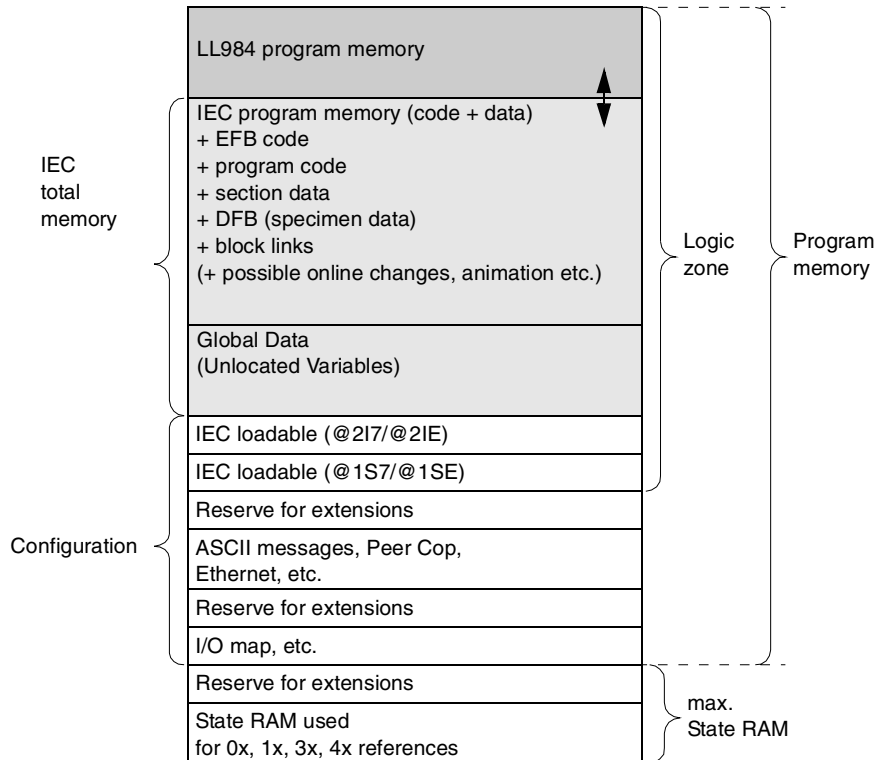 LL984 program memory
IEC program memory (code + data)
+ EFB code
+ program code
+ section data
+ DFB (specimen data)
+ block links
(+ possible online changes, animation etc.)
IEC
total
memory
Logic
zone
Program
memory
Global Data
(Unlocated Variables)
IEC loadable (@2I7/@2IE)
IEC loadable (@1S7/@1SE)
Reserve for extensions
Configuration
ASCII messages, Peer Cop,
Ethernet, etc.
Reserve for extensions
I/O map, etc.
Reserve for extensions
State RAM used
for 0x, 1x, 3x, 4x references
max.
State RAM